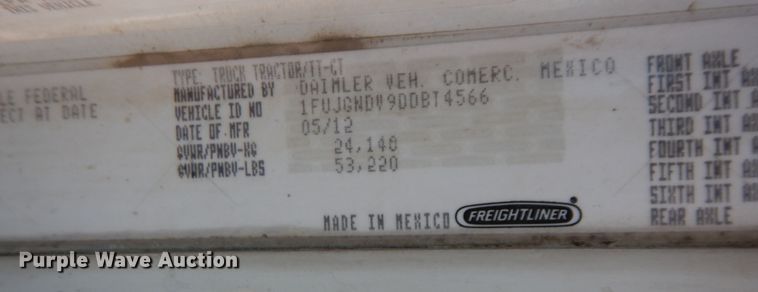 TYPE: TRUCK TRACTOR/TT-CT
MANUFACTURED BY DAIMLER VEH. COMERC. MEXICO
VEHICLE ID NO 1FUJGWDV9DDBT4566
DATE OF MFR 05/12
GVWR/PNBV-KG 24,140
GVWR/PNBV-LBS 53,220
MADE IN MEXICO FREIGHTLINER
LE FEDERAL
ECT AT DATE
FRONT AXLE
FIRST INT
SECOND INT
THIRD INT
FOURTH INT
FIFTH INT
SIXTH INT
REAR AXLE
Purple Wave Auction